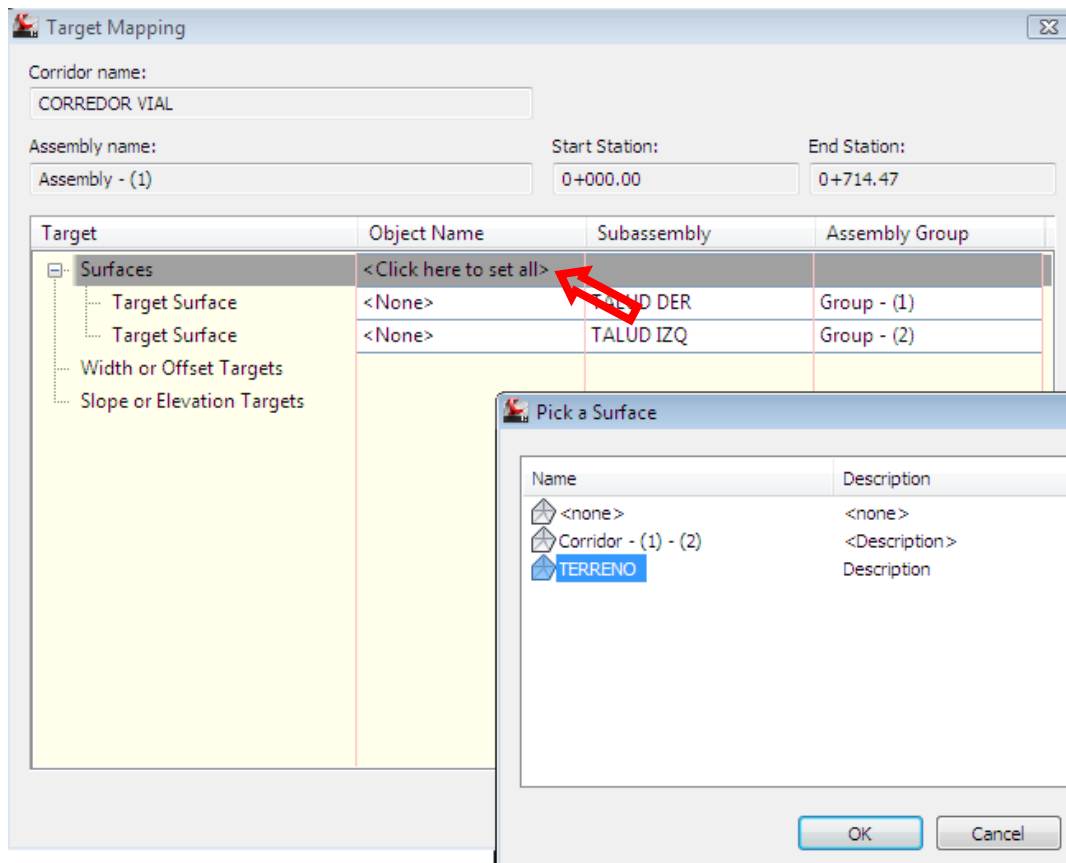 Target Mapping
Corridor name:
CORREDOR VIAL
Assembly name: Start Station: End Station:
Assembly - (1) 0+000.00 0+714.47
Target Object Name Subassembly Assembly Group
Surfaces <Click here to set all>
Target Surface <None> TALUD DER Group - (1)
Target Surface <None> TALUD IZQ Group - (2)
Width or Offset Targets
Slope or Elevation Targets
Pick a Surface
Name Description
<none> <none>
Corridor - (1) - (2) <Description>
TERRENO Description
OK Cancel